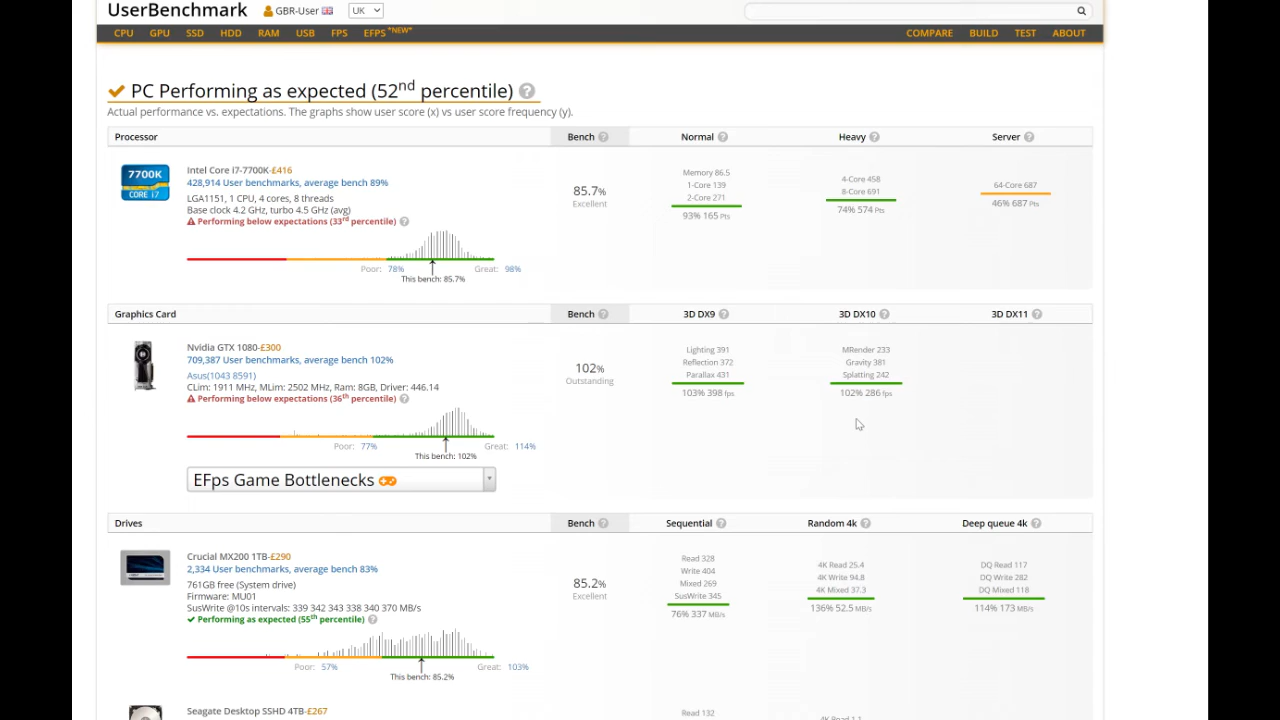 UserBenchmark GBR-User UK
CPU GPU SSD HDD RAM USB FPS EFPS *NEW* COMPARE BUILD TEST ABOUT
PC Performing as expected (52nd percentile) ?
Actual performance vs. expectations. The graphs show user score (x) vs user score frequency (y).
Processor Bench ? Normal ? Heavy ? Server ?
7700K
CORE i7
Intel Core i7-7700K-£416
428,914 User benchmarks, average bench 89%
LGA1151, 1 CPU, 4 cores, 8 threads
Base clock 4.2 GHz, turbo 4.5 GHz (avg)
Performing below expectations (33rd percentile) ?
Poor: 78% Great: 98%
This bench: 85.7%
85.7%
Excellent
Memory 86.5
1-Core 139
2-Core 271
93% 165 Pts
4-Core 458
8-Core 691
74% 574 Pts
64-Core 687
46% 687 Pts
Graphics Card Bench ? 3D DX9 ? 3D DX10 ? 3D DX11 ?
Nvidia GTX 1080-£300
709,387 User benchmarks, average bench 102%
Asus(1043 8591)
CLim: 1911 MHz, MLim: 2502 MHz, Ram: 8GB, Driver: 446.14
Performing below expectations (36th percentile) ?
Poor: 77% Great: 114%
This bench: 102%
102%
Outstanding
Lighting 391
Reflection 372
Parallax 431
103% 398 fps
MRender 233
Gravity 381
Splatting 242
102% 286 fps
EFps Game Bottlenecks
Drives Bench ? Sequential ? Random 4k ? Deep queue 4k ?
Crucial MX200 1TB-£290
2,334 User benchmarks, average bench 83%
761GB free (System drive)
Firmware: MU01
SusWrite @10s intervals: 339 342 343 338 340 370 MB/s
Performing as expected (55th percentile) ?
Poor: 57% Great: 103%
This bench: 85.2%
85.2%
Excellent
Read 328
Write 404
Mixed 269
SusWrite 345
76% 337 MB/s
4K Read 25.4
4K Write 94.8
4K Mixed 37.3
136% 52.5 MB/s
DQ Read 117
DQ Write 282
DQ Mixed 118
114% 173 MB/s
Seagate Desktop SSHD 4TB-£267
Read 132
4K Read 1.1